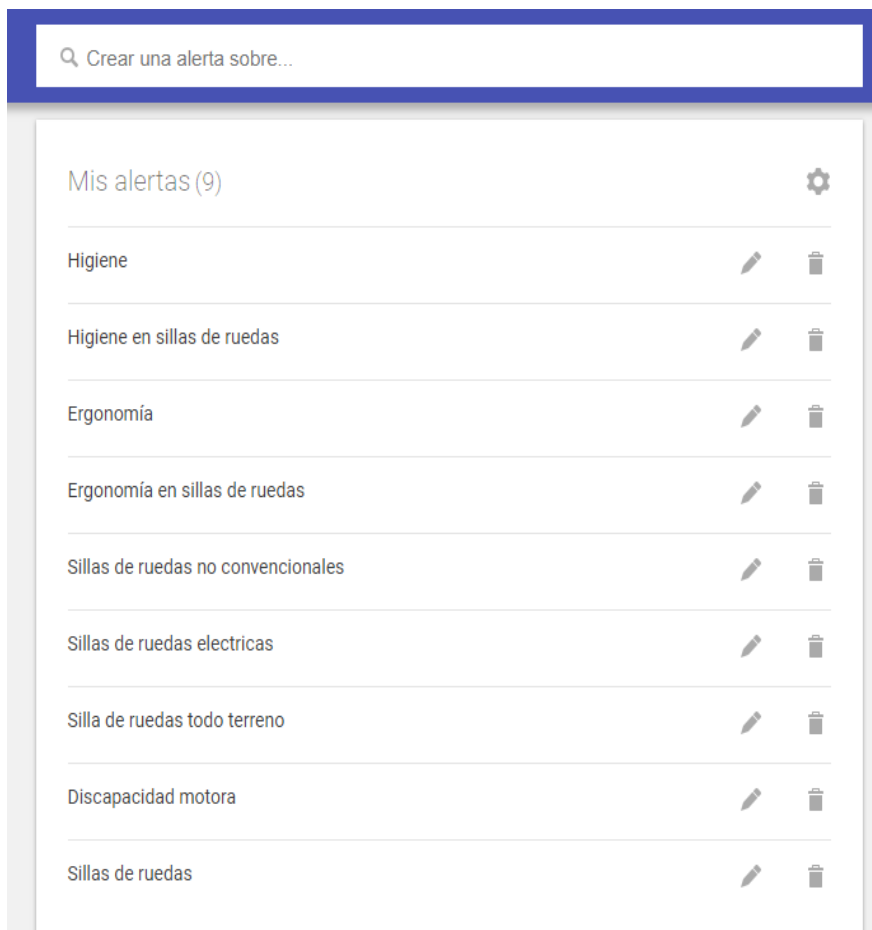 Crear una alerta sobre...
Mis alertas (9)
Higiene
Higiene en sillas de ruedas
Ergonomía
Ergonomía en sillas de ruedas
Sillas de ruedas no convencionales
Sillas de ruedas electricas
Silla de ruedas todo terreno
Discapacidad motora
Sillas de ruedas